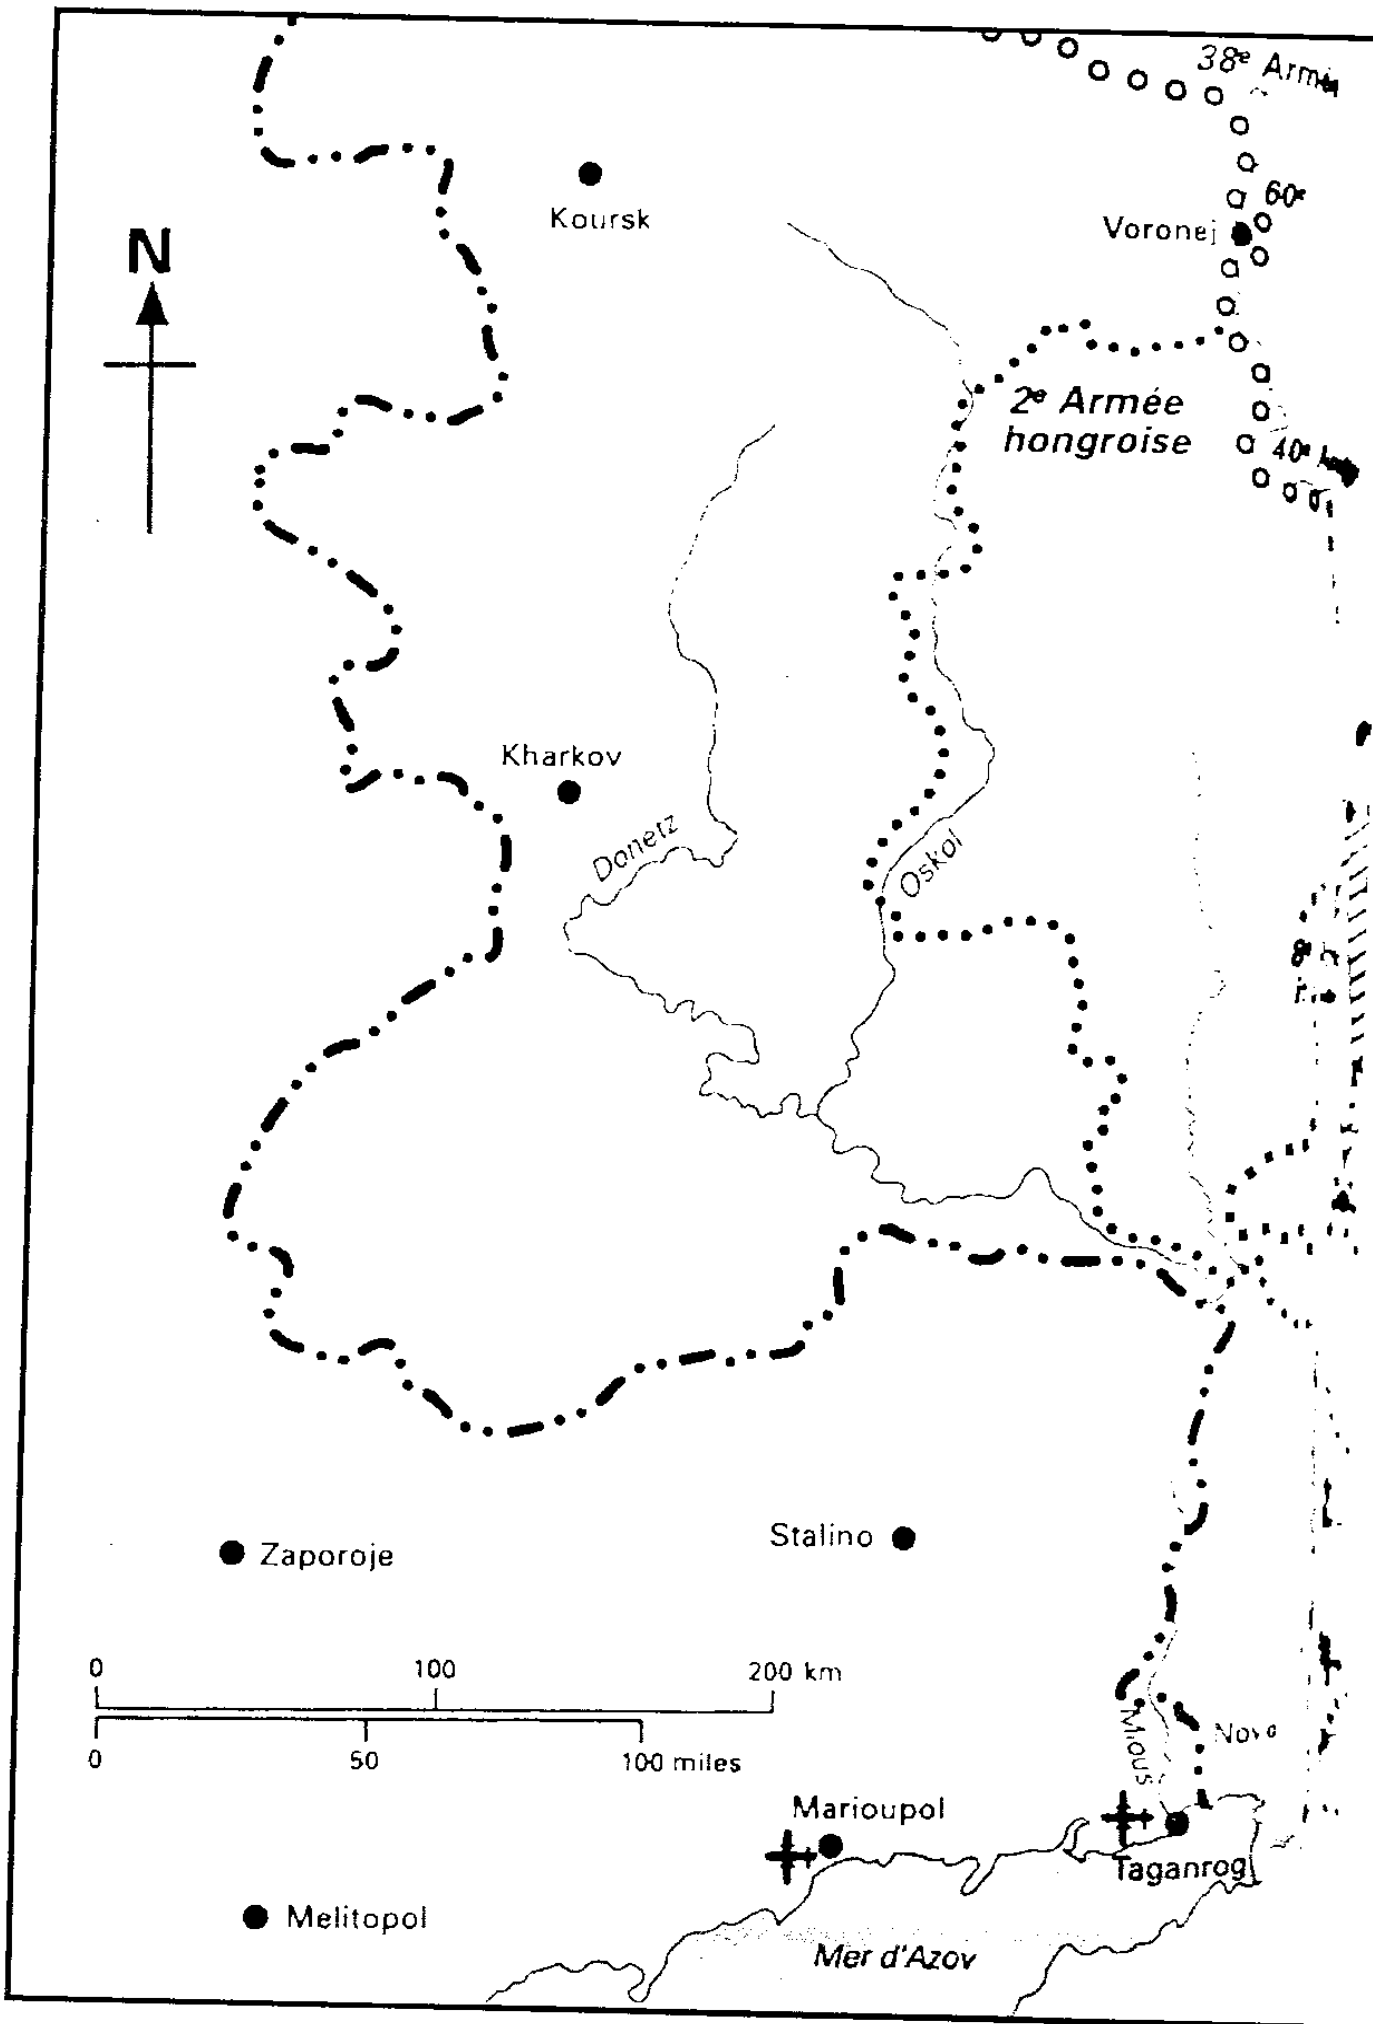 38e
60e
Koursk
Voronej
N
2e Armée
hongroise
40e
Kharkov
Donetz
Oskol
8e
Stalino
Zaporoje
0 100 200 km
0 50 100 miles
Mious
Marioupol
Taganrog
Melitopol
Mer d'Azov